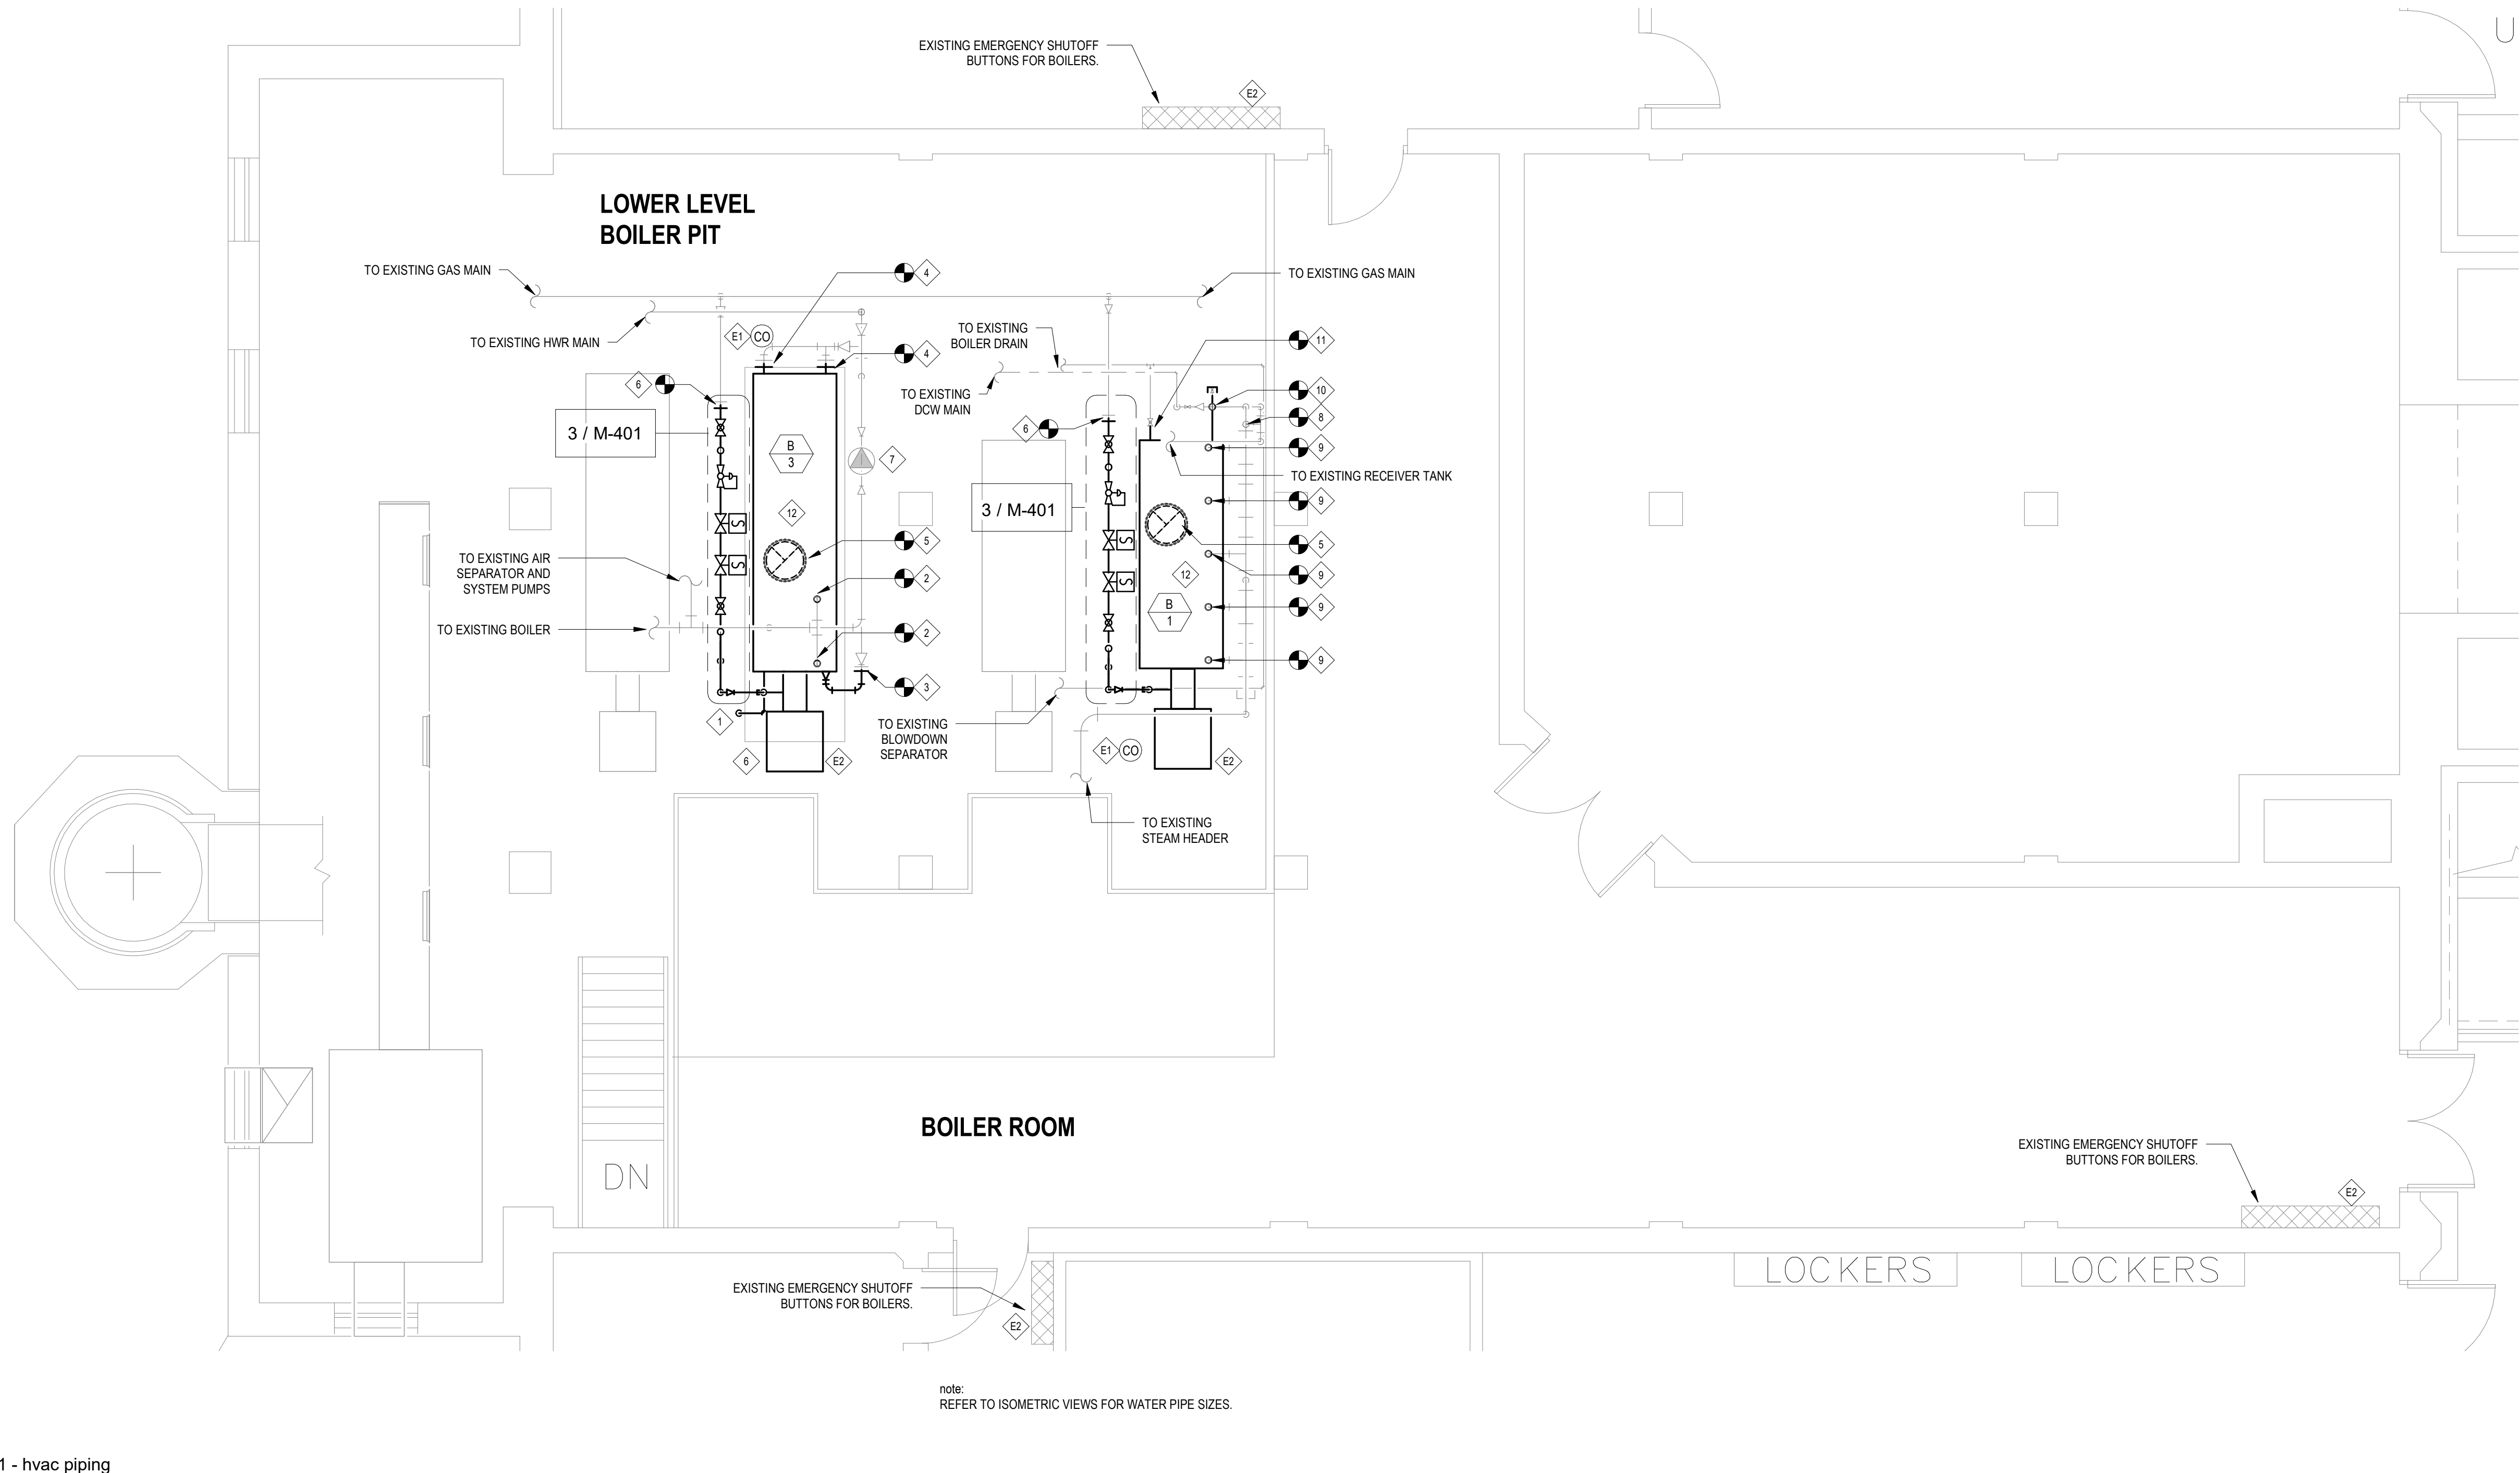 EXISTING EMERGENCY SHUTOFF
BUTTONS FOR BOILERS.
E2
U
LOWER LEVEL
BOILER PIT
TO EXISTING GAS MAIN
4
TO EXISTING GAS MAIN
TO EXISTING HWR MAIN
E1
CO
4
TO EXISTING
BOILER DRAIN
11
6
TO EXISTING
DCW MAIN
10
8
3 / M-401
B
3
7
6
9
TO EXISTING RECEIVER TANK
3 / M-401
12
9
S
S
TO EXISTING AIR
SEPARATOR AND
SYSTEM PUMPS
5
2
S
S
5
12
9
B
1
9
TO EXISTING BOILER
2
9
3
1
TO EXISTING
BLOWDOWN
SEPARATOR
6
E2
E1
CO
E2
TO EXISTING
STEAM HEADER
BOILER ROOM
DN
EXISTING EMERGENCY SHUTOFF
BUTTONS FOR BOILERS.
E2
LOCKERS
LOCKERS
EXISTING EMERGENCY SHUTOFF
BUTTONS FOR BOILERS.
E2
note:
REFER TO ISOMETRIC VIEWS FOR WATER PIPE SIZES.
1 - hvac piping